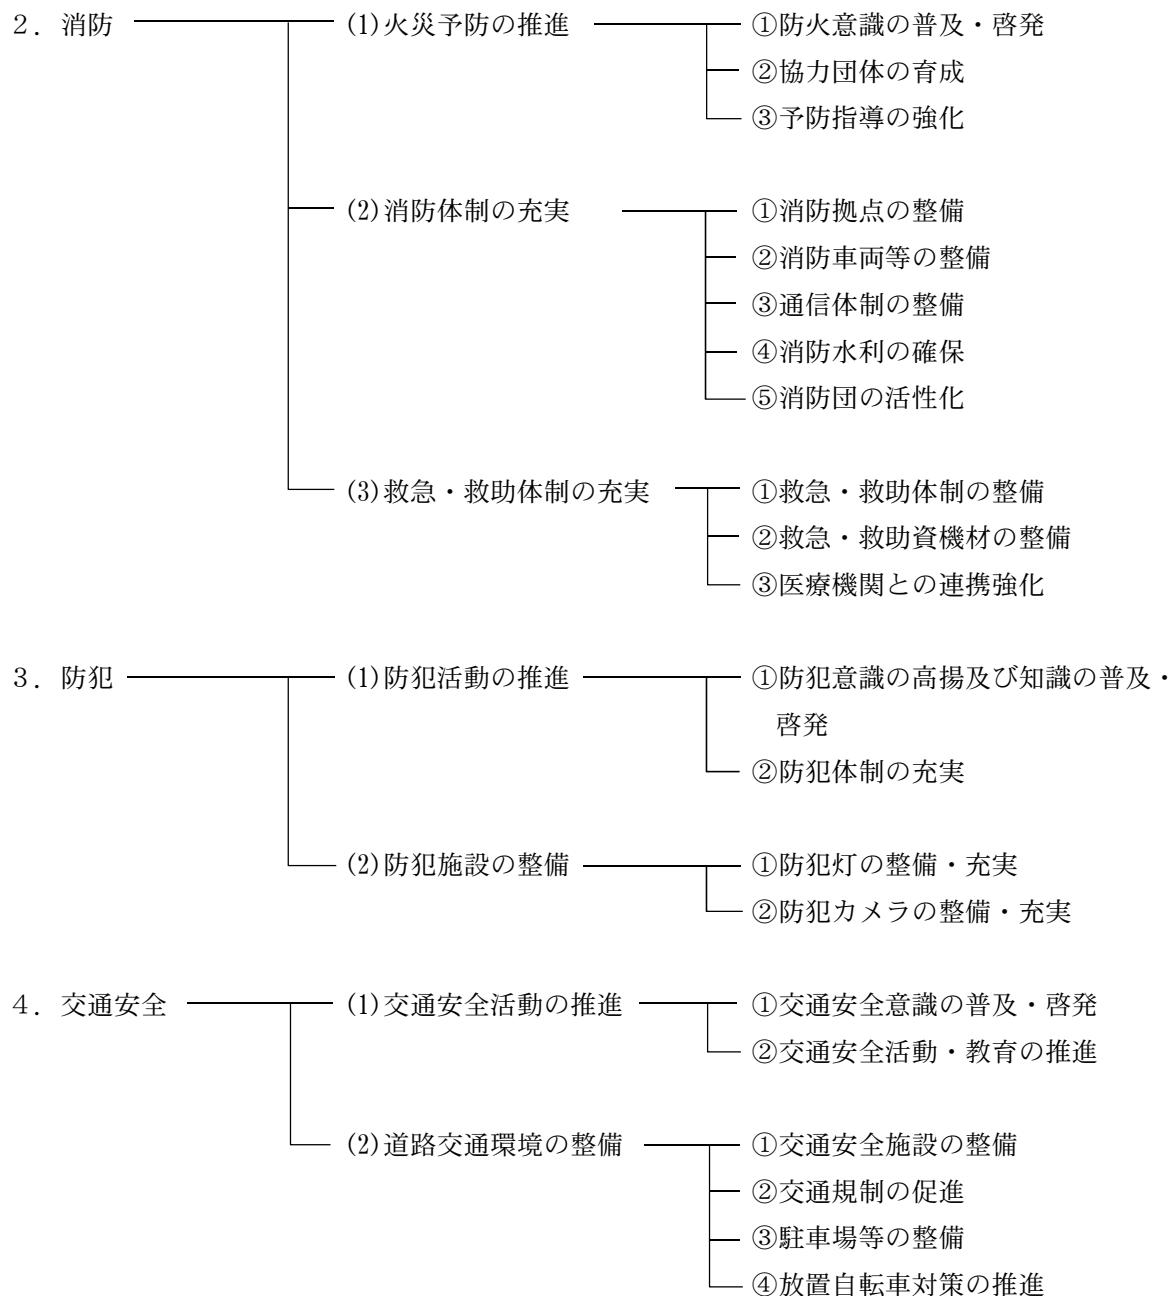 ２．消防
(1)火災予防の推進
①防火意識の普及・啓発
②協力団体の育成
③予防指導の強化
(2)消防体制の充実
①消防拠点の整備
②消防車両等の整備
③通信体制の整備
④消防水利の確保
⑤消防団の活性化
(3)救急・救助体制の充実
①救急・救助体制の整備
②救急・救助資機材の整備
③医療機関との連携強化
３．防犯
(1)防犯活動の推進
①防犯意識の高揚及び知識の普及・
啓発
②防犯体制の充実
(2)防犯施設の整備
①防犯灯の整備・充実
②防犯カメラの整備・充実
４．交通安全
(1)交通安全活動の推進
①交通安全意識の普及・啓発
②交通安全活動・教育の推進
(2)道路交通環境の整備
①交通安全施設の整備
②交通規制の促進
③駐車場等の整備
④放置自転車対策の推進